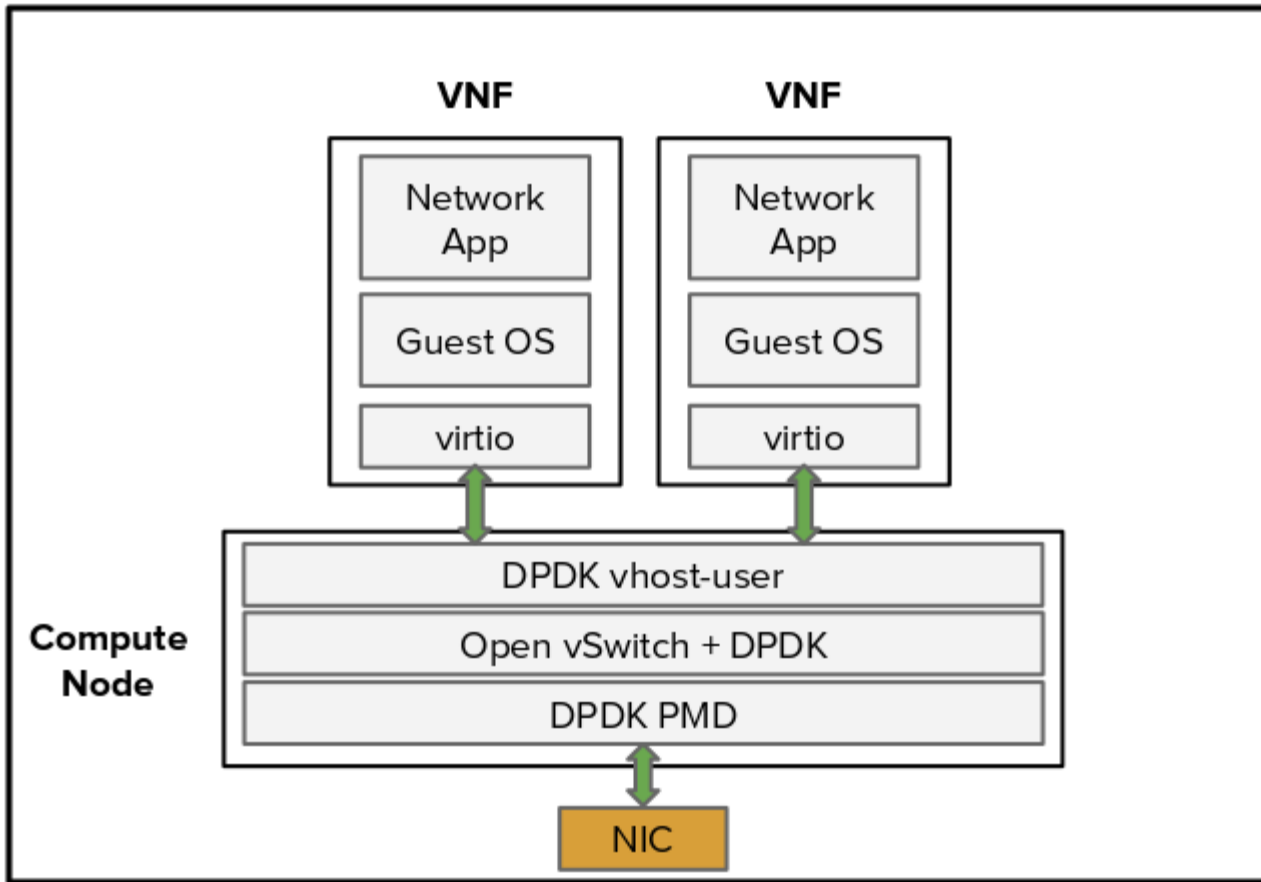 VNF
VNF
Network
App
Network
App
Guest OS
Guest OS
virtio
virtio
DPDK vhost-user
Compute
Node
Open vSwitch + DPDK
DPDK PMD
NIC